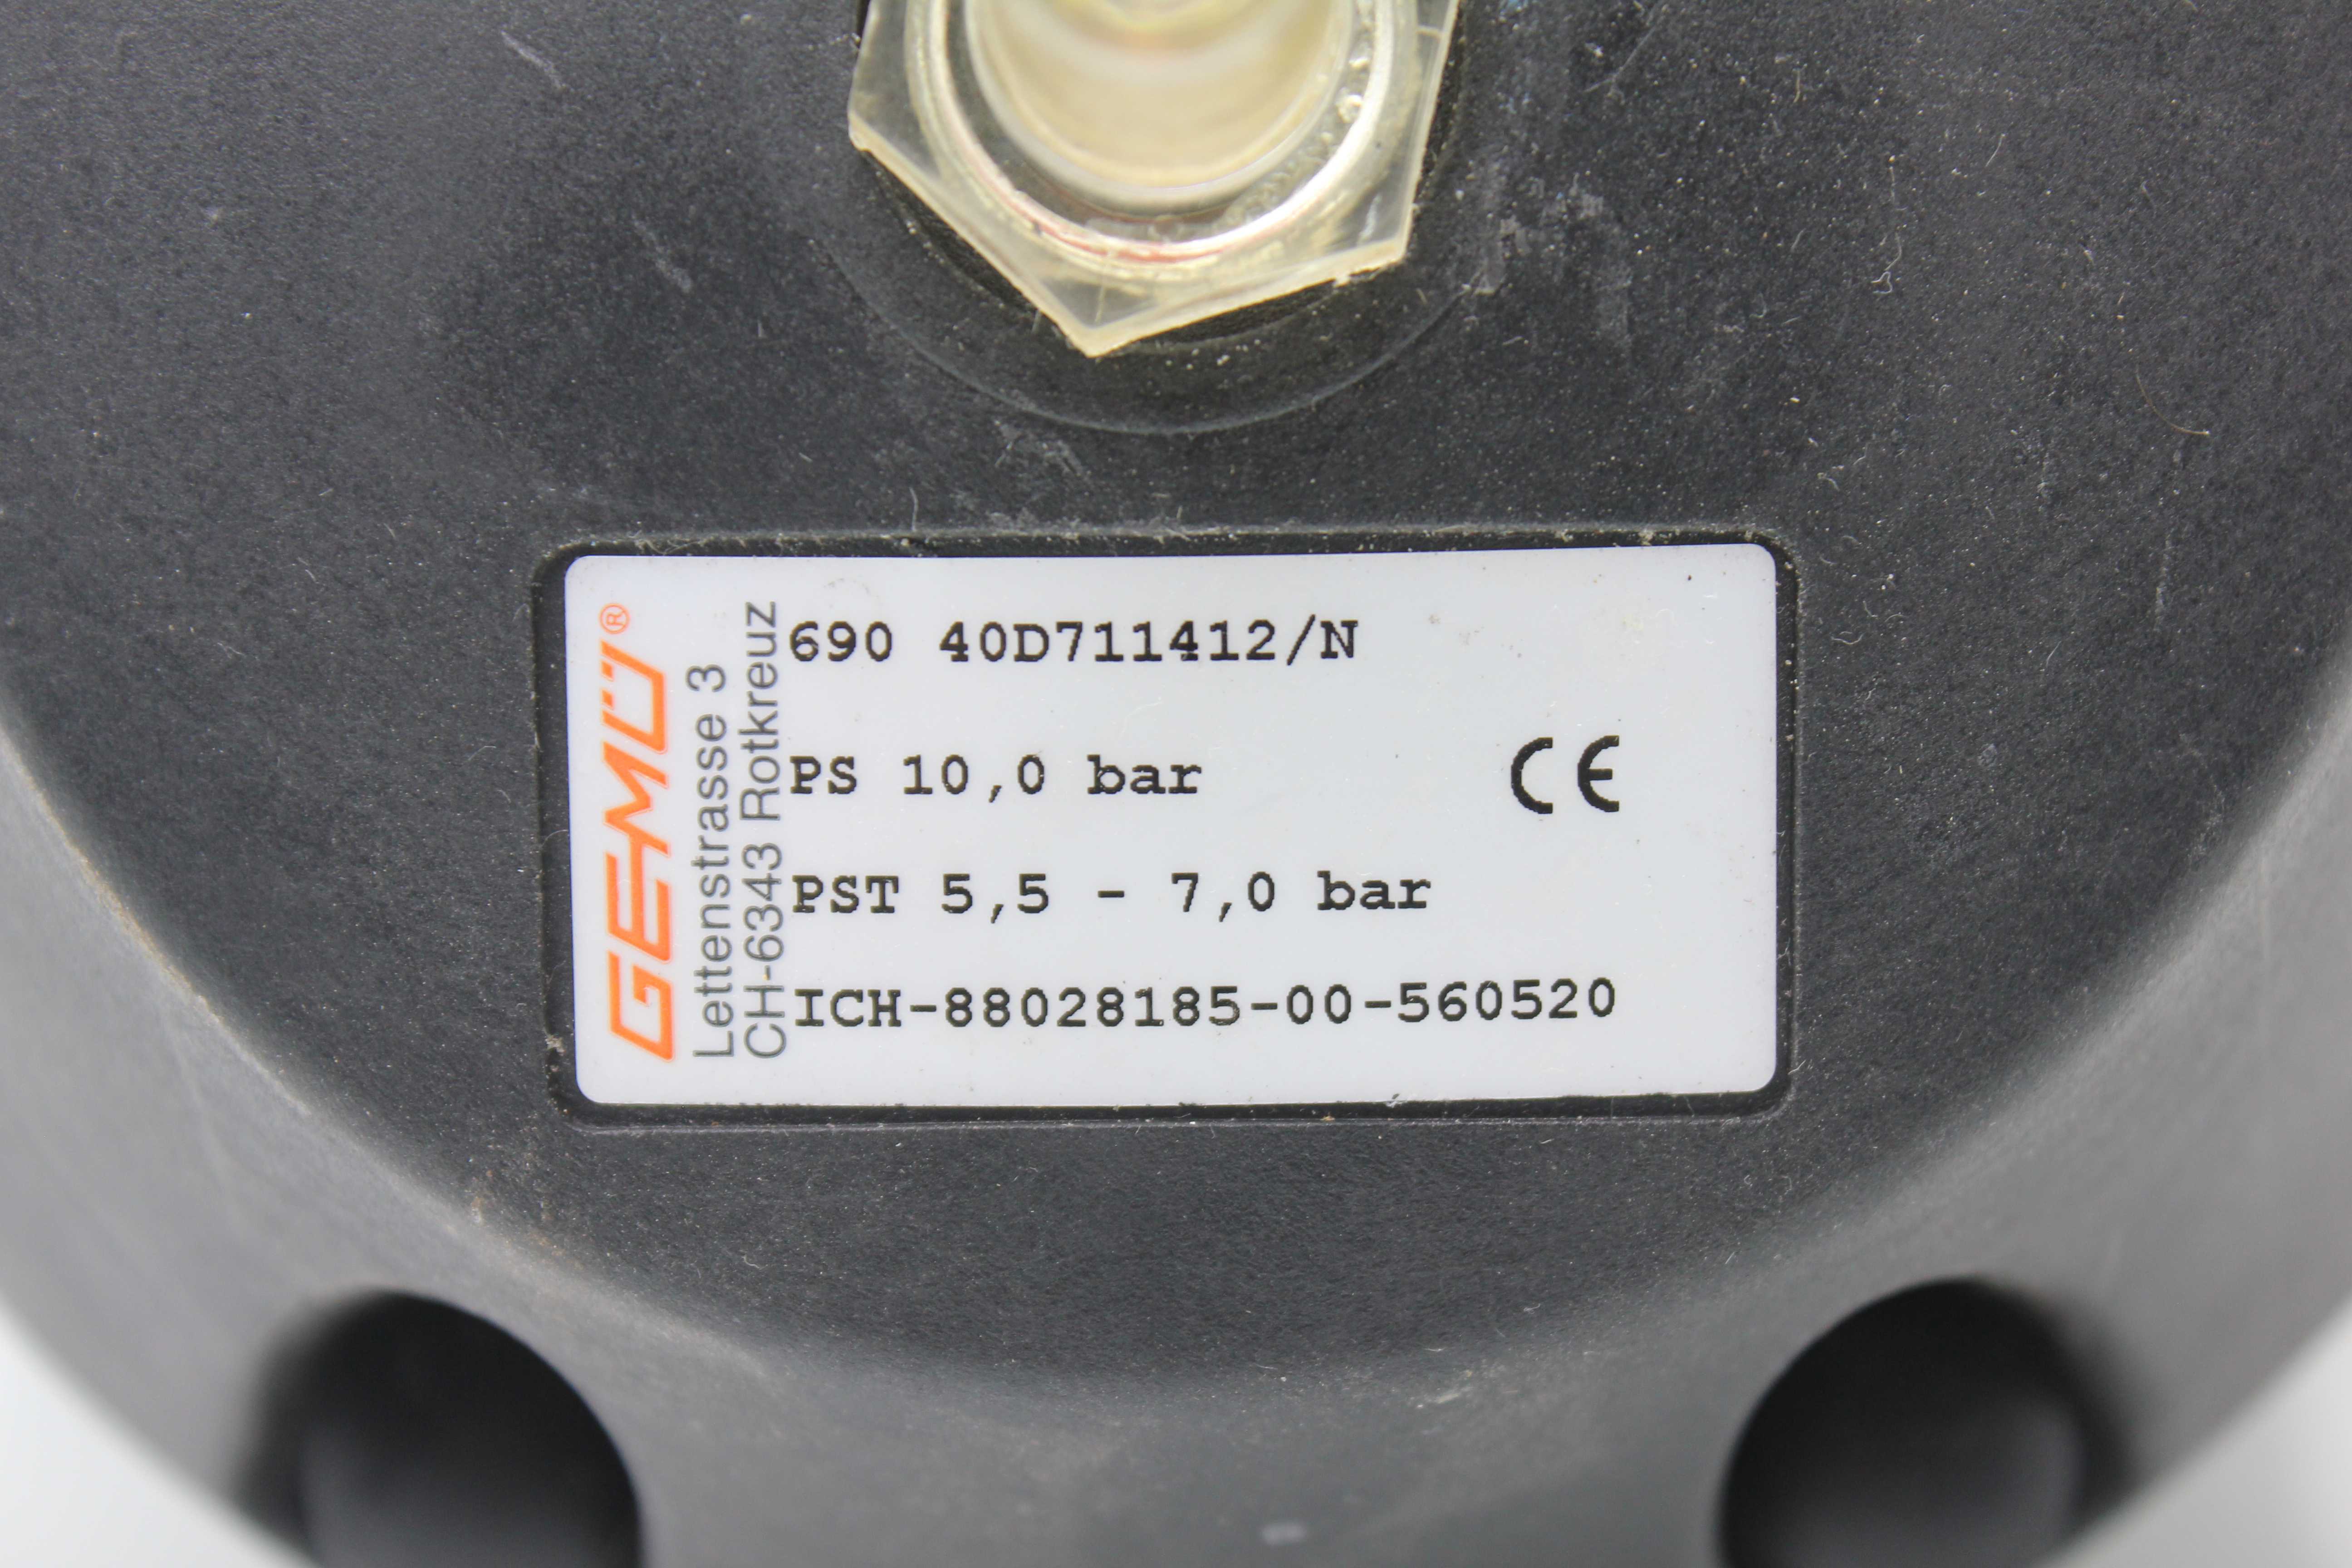 GEMÜ®
Lettenstrasse 3
CH-6343 Rotkreuz
690 40D711412/N
PS 10,0 bar
CE
PST 5,5 - 7,0 bar
ICH-88028185-00-560520